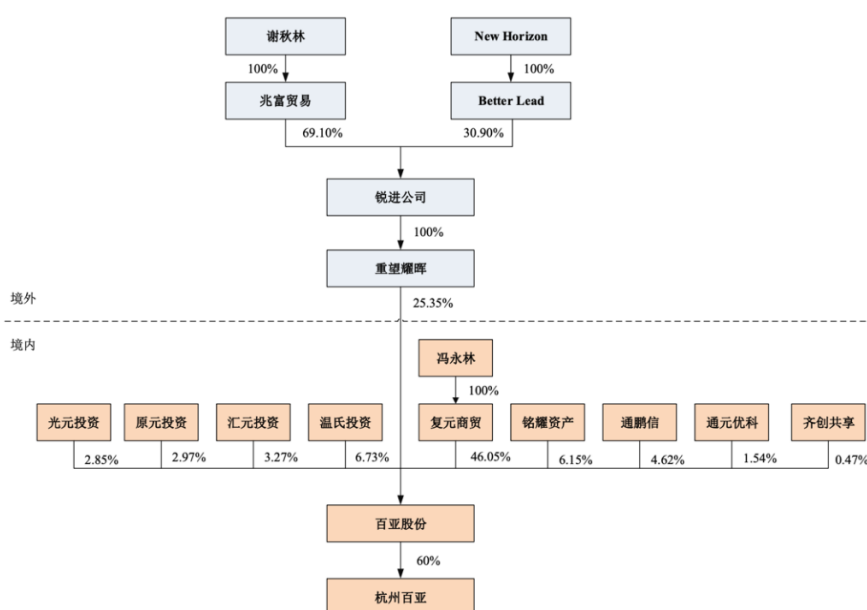 谢秋林
New Horizon
100%
100%
兆富贸易
Better Lead
69.10%
30.90%
锐进公司
100%
重望耀晖
25.35%
境外
境内
冯永林
100%
光元投资
原元投资
汇元投资
温氏投资
复元商贸
铭耀资产
通鹏信
通元优科
齐创共享
2.85%
2.97%
3.27%
6.73%
46.05%
6.15%
4.62%
1.54%
0.47%
百亚股份
60%
杭州百亚